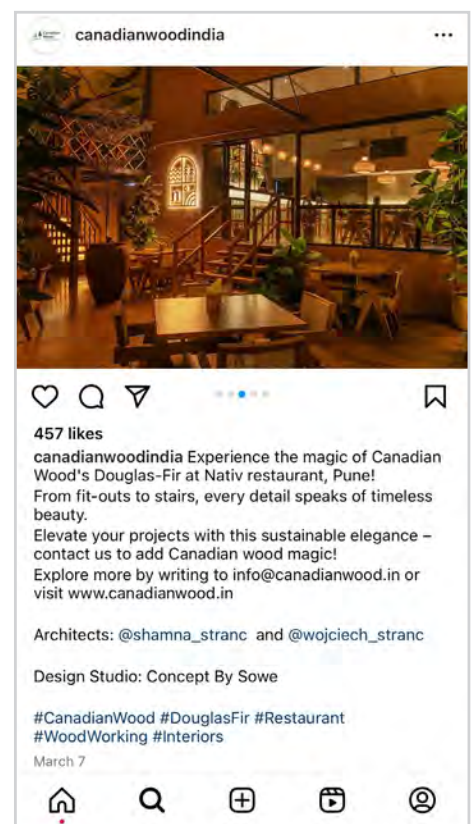 canadianwoodindia
457 likes
canadianwoodindia Experience the magic of Canadian
Wood's Douglas-Fir at Nativ restaurant, Pune!
From fit-outs to stairs, every detail speaks of timeless
beauty.
Elevate your projects with this sustainable elegance –
contact us to add Canadian wood magic!
Explore more by writing to info@canadianwood.in or
visit www.canadianwood.in
Architects: @shamna_stranc and @wojciech_stranc
Design Studio: Concept By Sowe
#CanadianWood #DouglasFir #Restaurant
#WoodWorking #Interiors
March 7